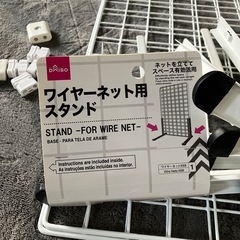 DAISO
ワイヤーネット用
スタンド
STAND -FOR WIRE NET-
BASE - PARA TELA DE ARAME
ネットを立てて
スペース有効活用
Instructions are included inside.
As instruções estão incluídas no interior.